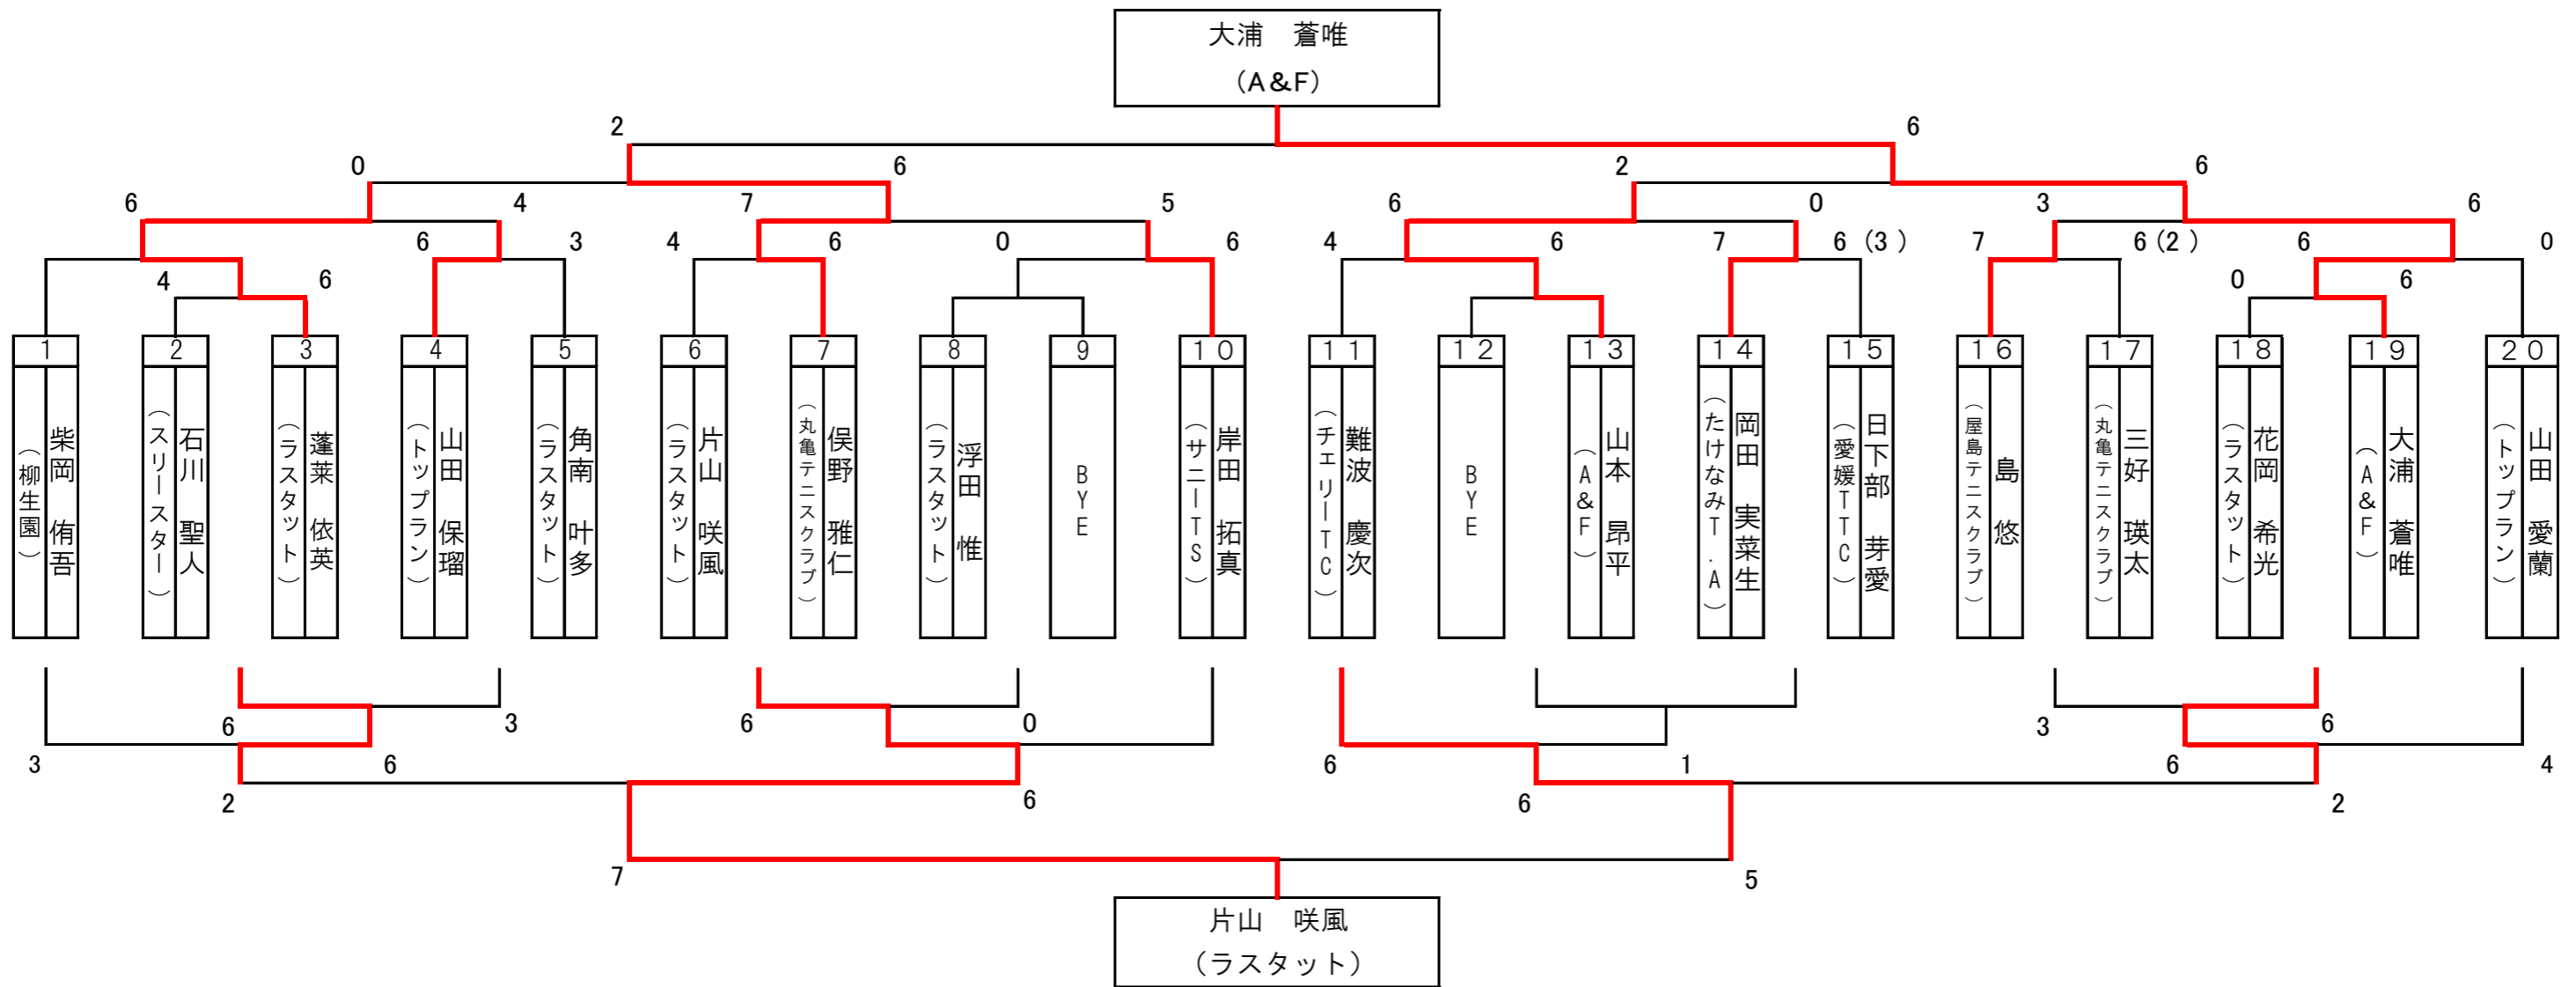 大浦　蒼唯
（A&F）
2
6
0
6
2
6
6
4
7
5
6
0
3
6
6
3
4
6
0
6
4
6
7
6（3）
7
6（2）
6
0
4
6
0
6
1
2
3
4
5
6
7
8
9
10
11
12
13
14
15
16
17
18
19
20
柴岡　侑吾
（柳生園）
石川　聖人
（スリースター）
蓬莱　依英
（ラスタット）
山田　保瑠
（トップラン）
角南　叶多
（ラスタット）
片山　咲風
（ラスタット）
俣野　雅仁
（丸亀テニスクラブ）
浮田　惟
（ラスタット）
BYE
岸田　拓真
（サニーTS）
難波　慶次
（チェリーTC）
BYE
山本　昂平
（A&F）
岡田　実菜生
（たけなみT.A）
日下部　芽愛
（愛媛TTC）
島　悠
（屋島テニスクラブ）
三好　瑛太
（丸亀テニスクラブ）
花岡　希光
（ラスタット）
大浦　蒼唯
（A&F）
山田　愛蘭
（トップラン）
6
3
6
0
3
6
3
6
6
1
6
4
2
6
6
2
7
5
片山　咲風
（ラスタット）